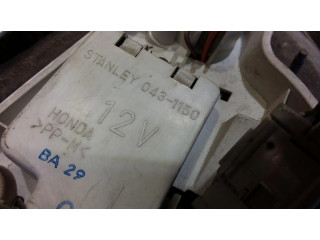 STANLEY 043-1150
12V
HONDA
>PP-M<
BA 29